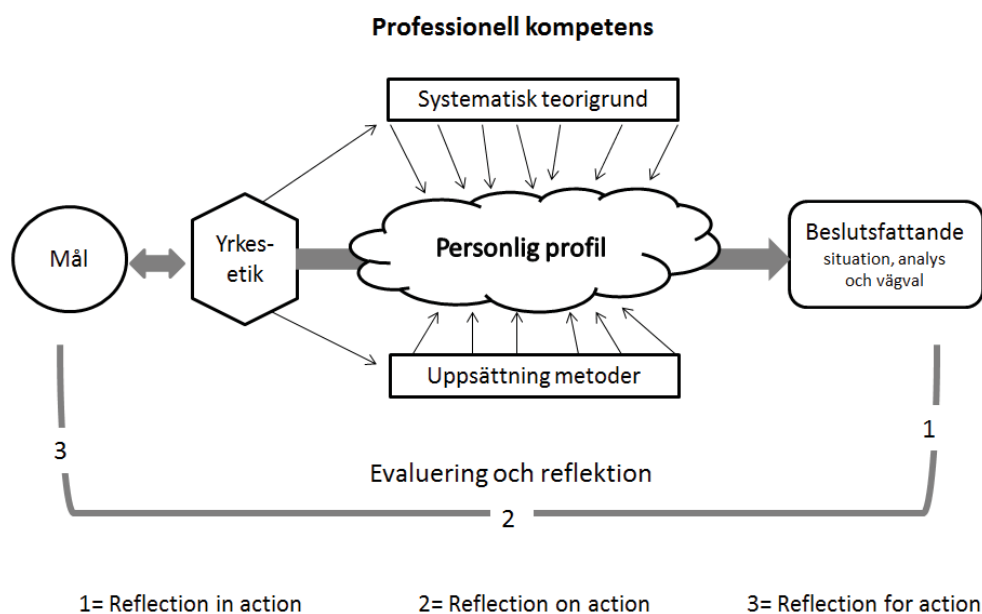 Professionell kompetens
Systematisk teorigrund
Mål
Yrkes-
etik
Personlig profil
Beslutsfattande
situation, analys
och vägval
Uppsättning metoder
3
1
Evaluering och reflektion
2
1= Reflection in action
2= Reflection on action
3= Reflection for action